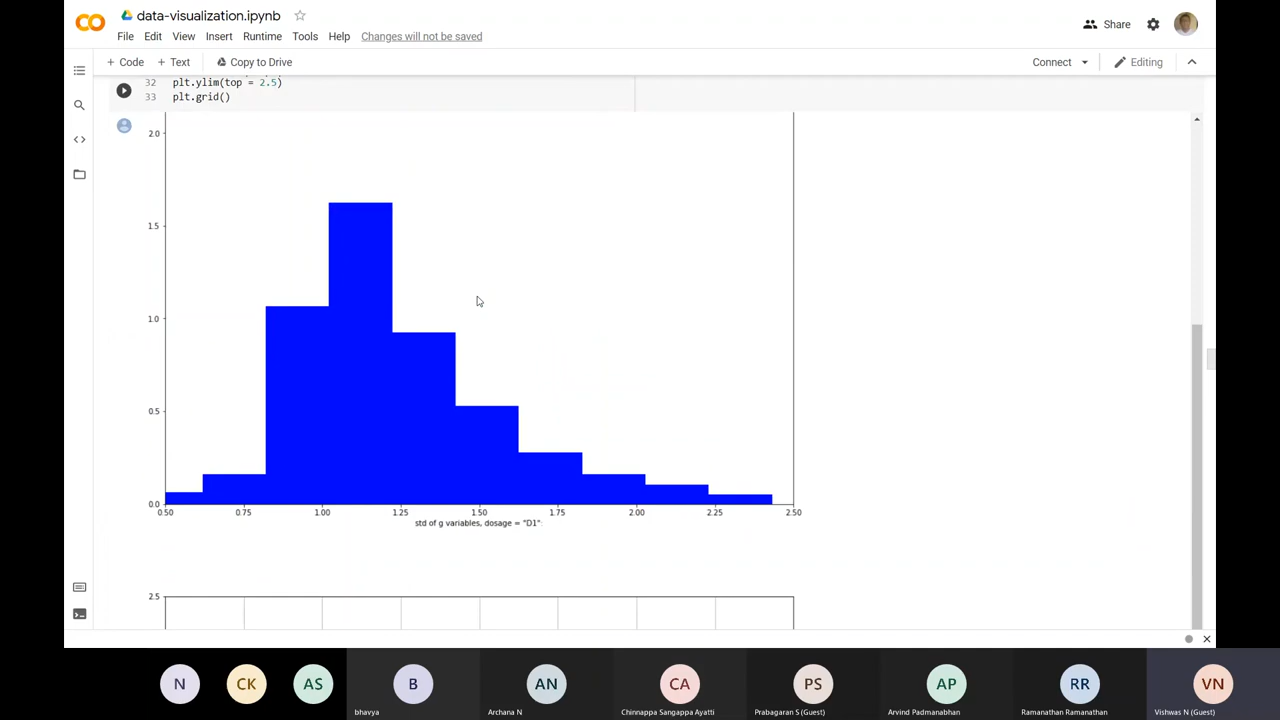 data-visualization.ipynb
File Edit View Insert Runtime Tools Help Changes will not be saved
Share
+ Code + Text Copy to Drive
Connect Editing
32 plt.ylim(top = 2.5)
33 plt.grid()
2.0
1.5
1.0
0.5
0.0
0.50 0.75 1.00 1.25 1.50 1.75 2.00 2.25 2.50
std of g variables, dosage = "D1":
2.5
N CK AS B AN CA PS AP RR VN
bhavya Archana N Chinnappa Sangappa Ayatti Prabagaran S (Guest) Arvind Padmanabhan Ramanathan Ramanathan Vishwas N (Guest)